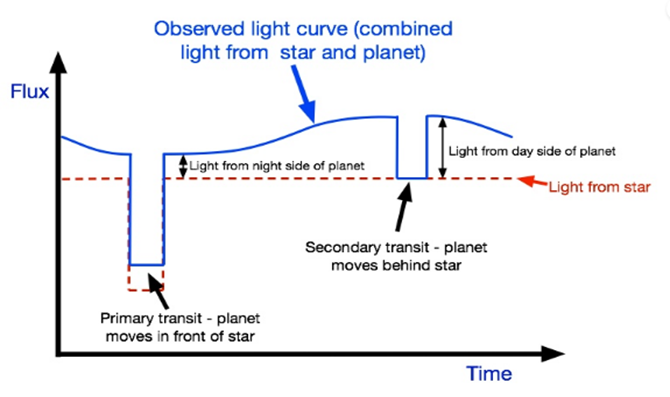 Observed light curve (combined
light from star and planet)
Flux
Light from night side of planet
Light from day side of planet
Light from star
Secondary transit - planet
moves behind star
Primary transit - planet
moves in front of star
Time